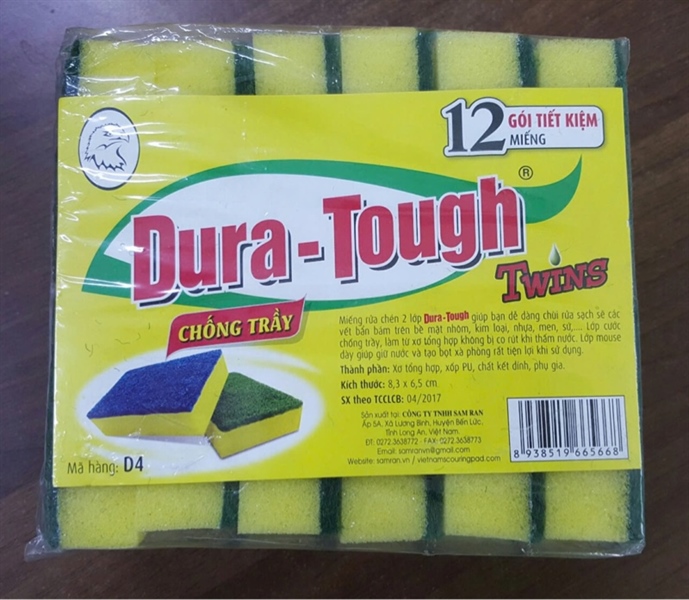 12 GÓI TIẾT KIỆM
MIẾNG
Dura-Tough ®
TWINS
CHỐNG TRẦY
Miếng rửa chén 2 lớp Dura-Tough giúp bạn dễ dàng chùi rửa sạch sẽ các
vết bẩn bám trên bề mặt nhôm, kim loại, nhựa, men, sứ,.... Lớp cước
chống trầy, làm từ xơ tổng hợp không bị co rút khi thấm nước. Lớp mouse
dày giúp giữ nước và tạo bọt xà phòng rất tiện lợi khi sử dụng.
Thành phần: Xơ tổng hợp, xốp PU, chất kết dính, phụ gia.
Kích thước: 8,3 x 6,5 cm.
SX theo TCCLCB: 04/2017
Sản xuất tại: CÔNG TY TNHH SAM RAN
Ấp 5A, Xã Lương Bình, Huyện Bến Lức,
Tỉnh Long An, Việt Nam.
ĐT: 0272.3638772 - FAX: 0272.3638773
Email: samranvn@gmail.com
Website: samran.vn / vietnamscouringpad.com
Mã hàng: D4
8 938519 665668